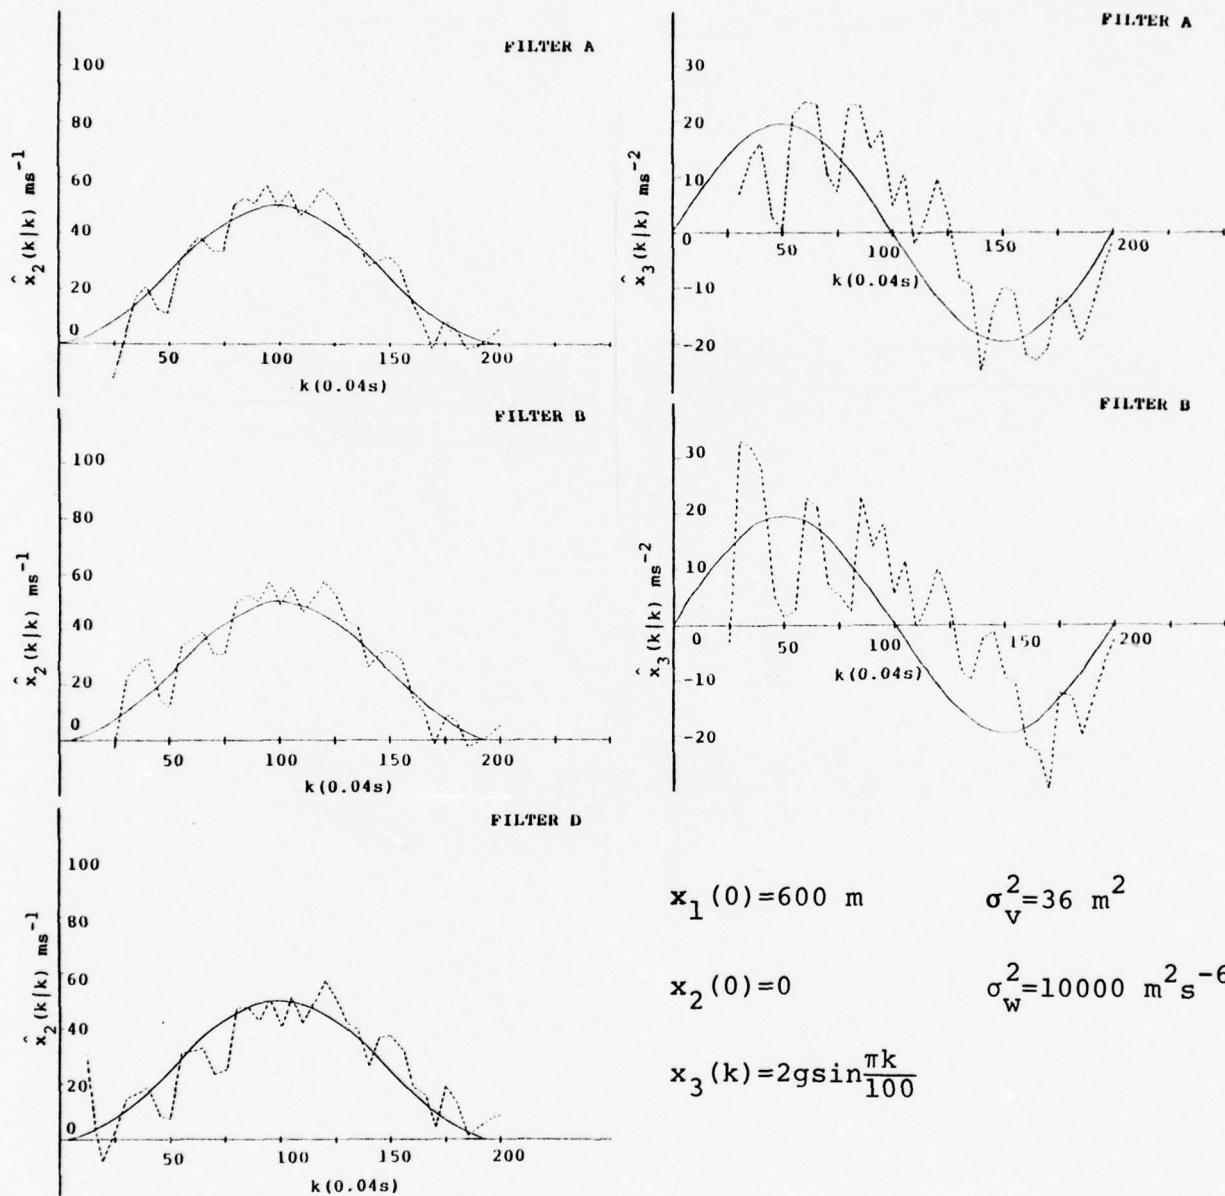 FILTER A
100
80
60
40
20
0
x̂₂(k|k) ms⁻¹
50
100
150
200
k(0.04s)
FILTER A
30
20
10
0
-10
-20
x̂₃(k|k) ms⁻²
50
100
150
200
k(0.04s)
FILTER B
100
80
60
40
20
0
x̂₂(k|k) ms⁻¹
50
100
150
200
k(0.04s)
FILTER B
30
20
10
0
-10
-20
x̂₃(k|k) ms⁻²
50
100
150
200
k(0.04s)
FILTER D
100
80
60
40
20
0
x̂₂(k|k) ms⁻¹
50
100
150
200
k(0.04s)
x₁(0)=600 m
σ²ᵥ=36 m²
x₂(0)=0
σ²_w=10000 m²s⁻⁶
x₃(k)=2gsin πk/100